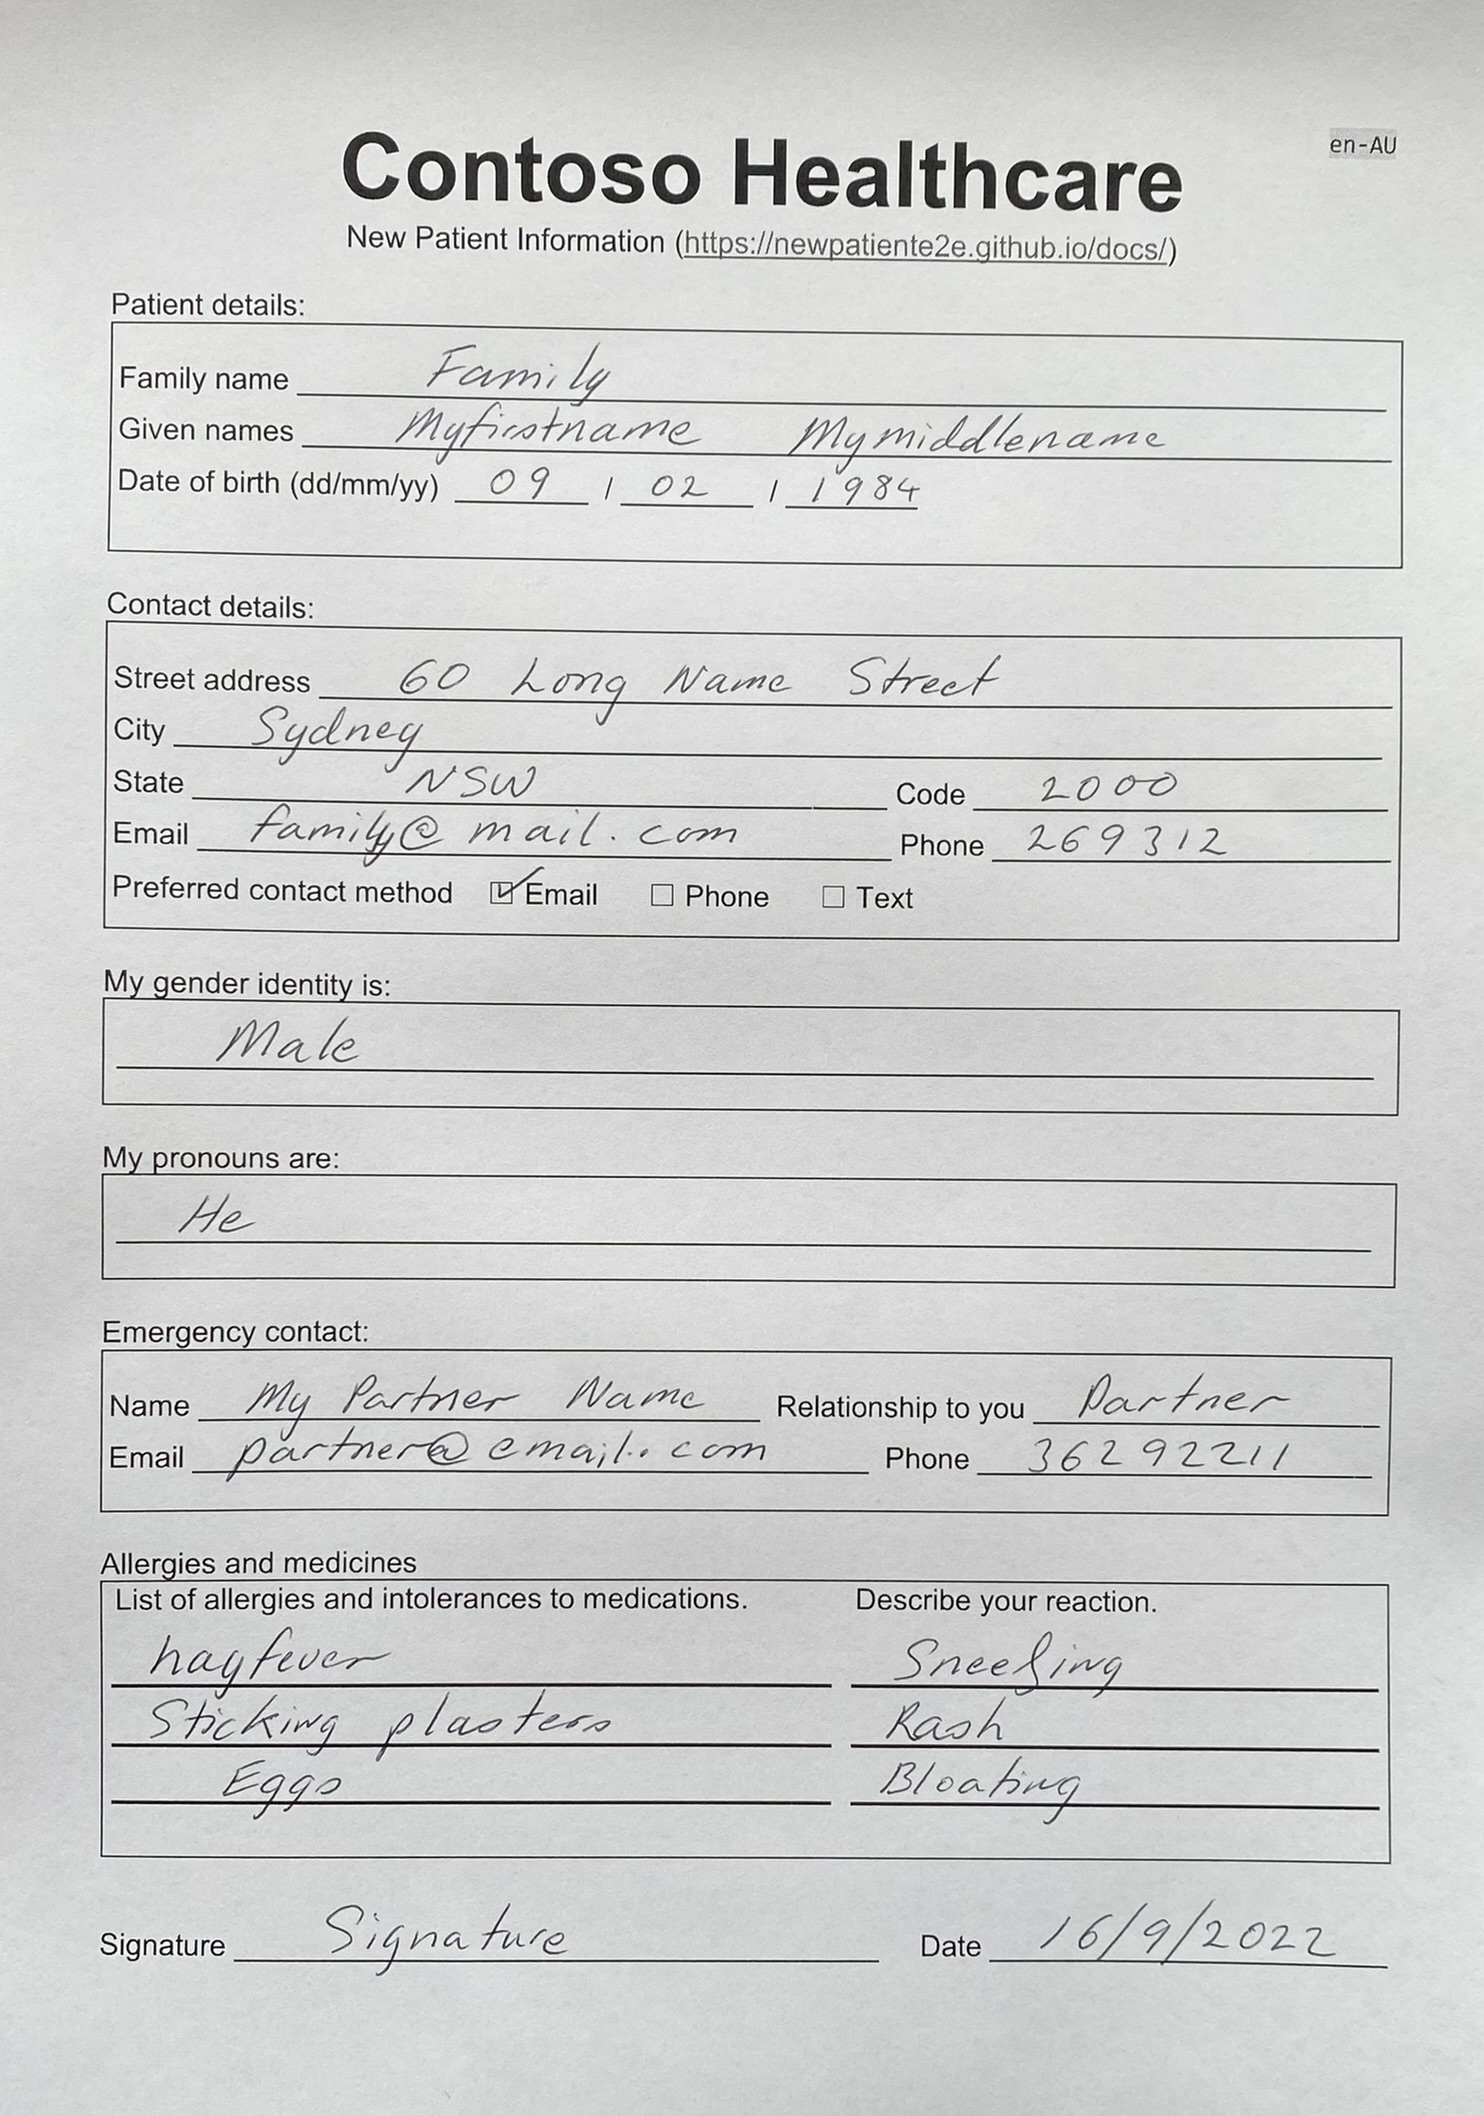 en-AU
Contoso Healthcare
New Patient Information (https://newpatiente2e.github.io/docs/)
Patient details:
Family name Family
Given names Myfirstname Mymiddlename
Date of birth (dd/mm/yy) 09 / 02 / 1984
Contact details:
Street address 60 Long Name Street
City Sydney
State NSW Code 2000
Email family@mail.com Phone 269312
Preferred contact method ☑ Email ☐ Phone ☐ Text
My gender identity is:
Male
My pronouns are:
He
Emergency contact:
Name My Partner Name Relationship to you Partner
Email partner@email.com Phone 36292211
Allergies and medicines
List of allergies and intolerances to medications. Describe your reaction.
hayfever Sneezing
Sticking plasters Rash
Eggs Bloating
Signature Signature Date 16/9/2022